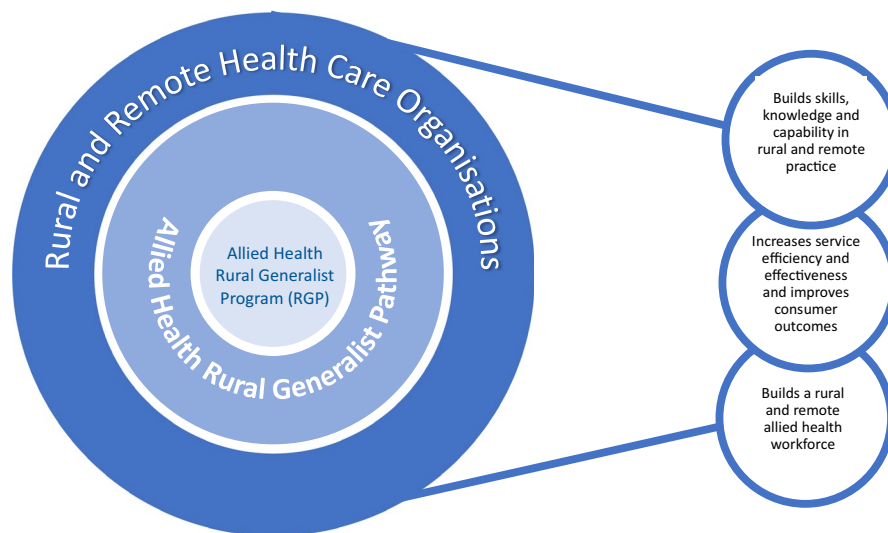 Rural and Remote Health Care Organisations
Allied Health Rural Generalist Pathway
Allied Health
Rural Generalist
Program (RGP)
Builds skills,
knowledge and
capability in
rural and remote
practice
Increases service
efficiency and
effectiveness
and improves
consumer
outcomes
Builds a rural
and remote
allied health
workforce